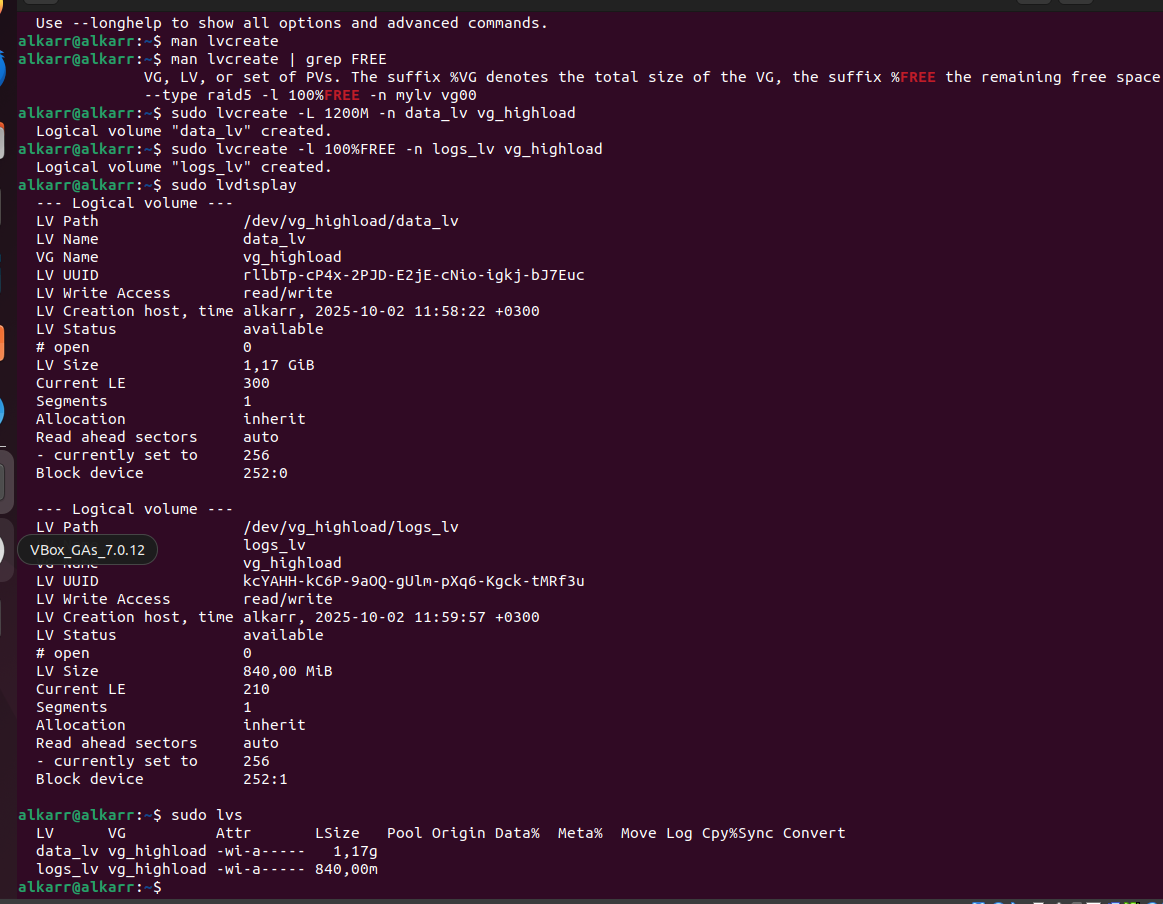 Use --longhelp to show all options and advanced commands.
alkarr@alkarr:~$ man lvcreate
alkarr@alkarr:~$ man lvcreate | grep FREE
VG, LV, or set of PVs. The suffix %VG denotes the total size of the VG, the suffix %FREE the remaining free space
--type raid5 -l 100%FREE -n mylv vg00
alkarr@alkarr:~$ sudo lvcreate -L 1200M -n data_lv vg_highload
Logical volume "data_lv" created.
alkarr@alkarr:~$ sudo lvcreate -l 100%FREE -n logs_lv vg_highload
Logical volume "logs_lv" created.
alkarr@alkarr:~$ sudo lvdisplay
--- Logical volume ---
LV Path                /dev/vg_highload/data_lv
LV Name                data_lv
VG Name                vg_highload
LV UUID                rllbTp-cP4x-2PJD-E2jE-cNio-igkj-bJ7Euc
LV Write Access        read/write
LV Creation host, time alkarr, 2025-10-02 11:58:22 +0300
LV Status              available
# open                 0
LV Size                1,17 GiB
Current LE             300
Segments               1
Allocation             inherit
Read ahead sectors     auto
- currently set to     256
Block device           252:0
--- Logical volume ---
LV Path                /dev/vg_highload/logs_lv
VBox_GAs_7.0.12
logs_lv
VG Name                vg_highload
LV UUID                kcYAHH-kC6P-9aOQ-gUlm-pXq6-Kgck-tMRf3u
LV Write Access        read/write
LV Creation host, time alkarr, 2025-10-02 11:59:57 +0300
LV Status              available
# open                 0
LV Size                840,00 MiB
Current LE             210
Segments               1
Allocation             inherit
Read ahead sectors     auto
- currently set to     256
Block device           252:1
alkarr@alkarr:~$ sudo lvs
LV      VG          Attr       LSize   Pool Origin Data%  Meta%  Move Log Cpy%Sync Convert
data_lv vg_highload -wi-a-----   1,17g
logs_lv vg_highload -wi-a----- 840,00m
alkarr@alkarr:~$